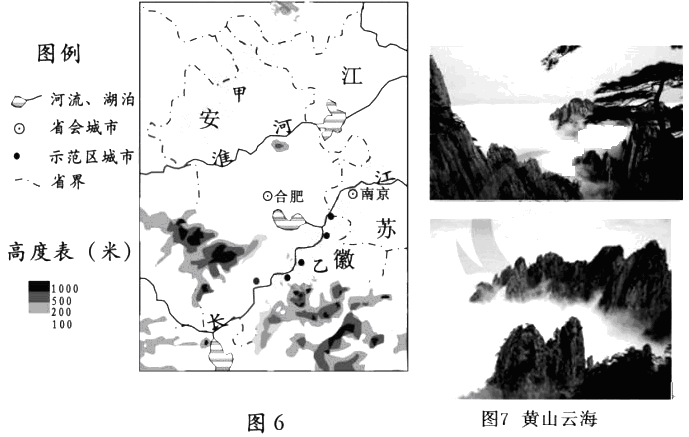 图例
河流、湖泊
省会城市
示范区城市
省界
高度表（米）
1000
500
200
100
江
甲
安
河
淮
江
合肥
南京
苏
徽
乙
长
图6
图7 黄山云海